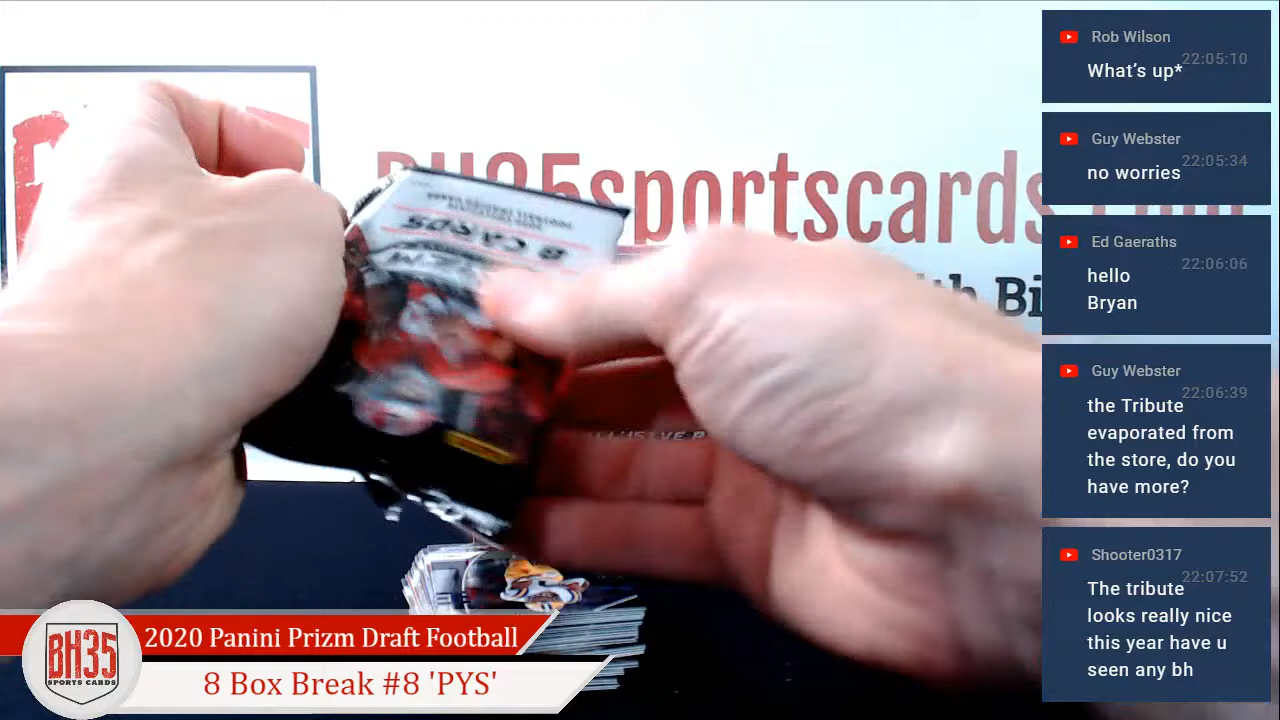 Rob Wilson
22:05:10
What's up*
Guy Webster
22:05:34
no worries
Ed Gaeraths
22:06:06
hello
Bryan
Guy Webster
22:06:39
the Tribute
evaporated from
the store, do you
have more?
Shooter0317
22:07:52
The tribute
looks really nice
this year have u
seen any bh
BH35sportscards
8 CARDS
2020 Panini Prizm Draft Football
8 Box Break #8 'PYS'
BH35
SPORTS CARDS